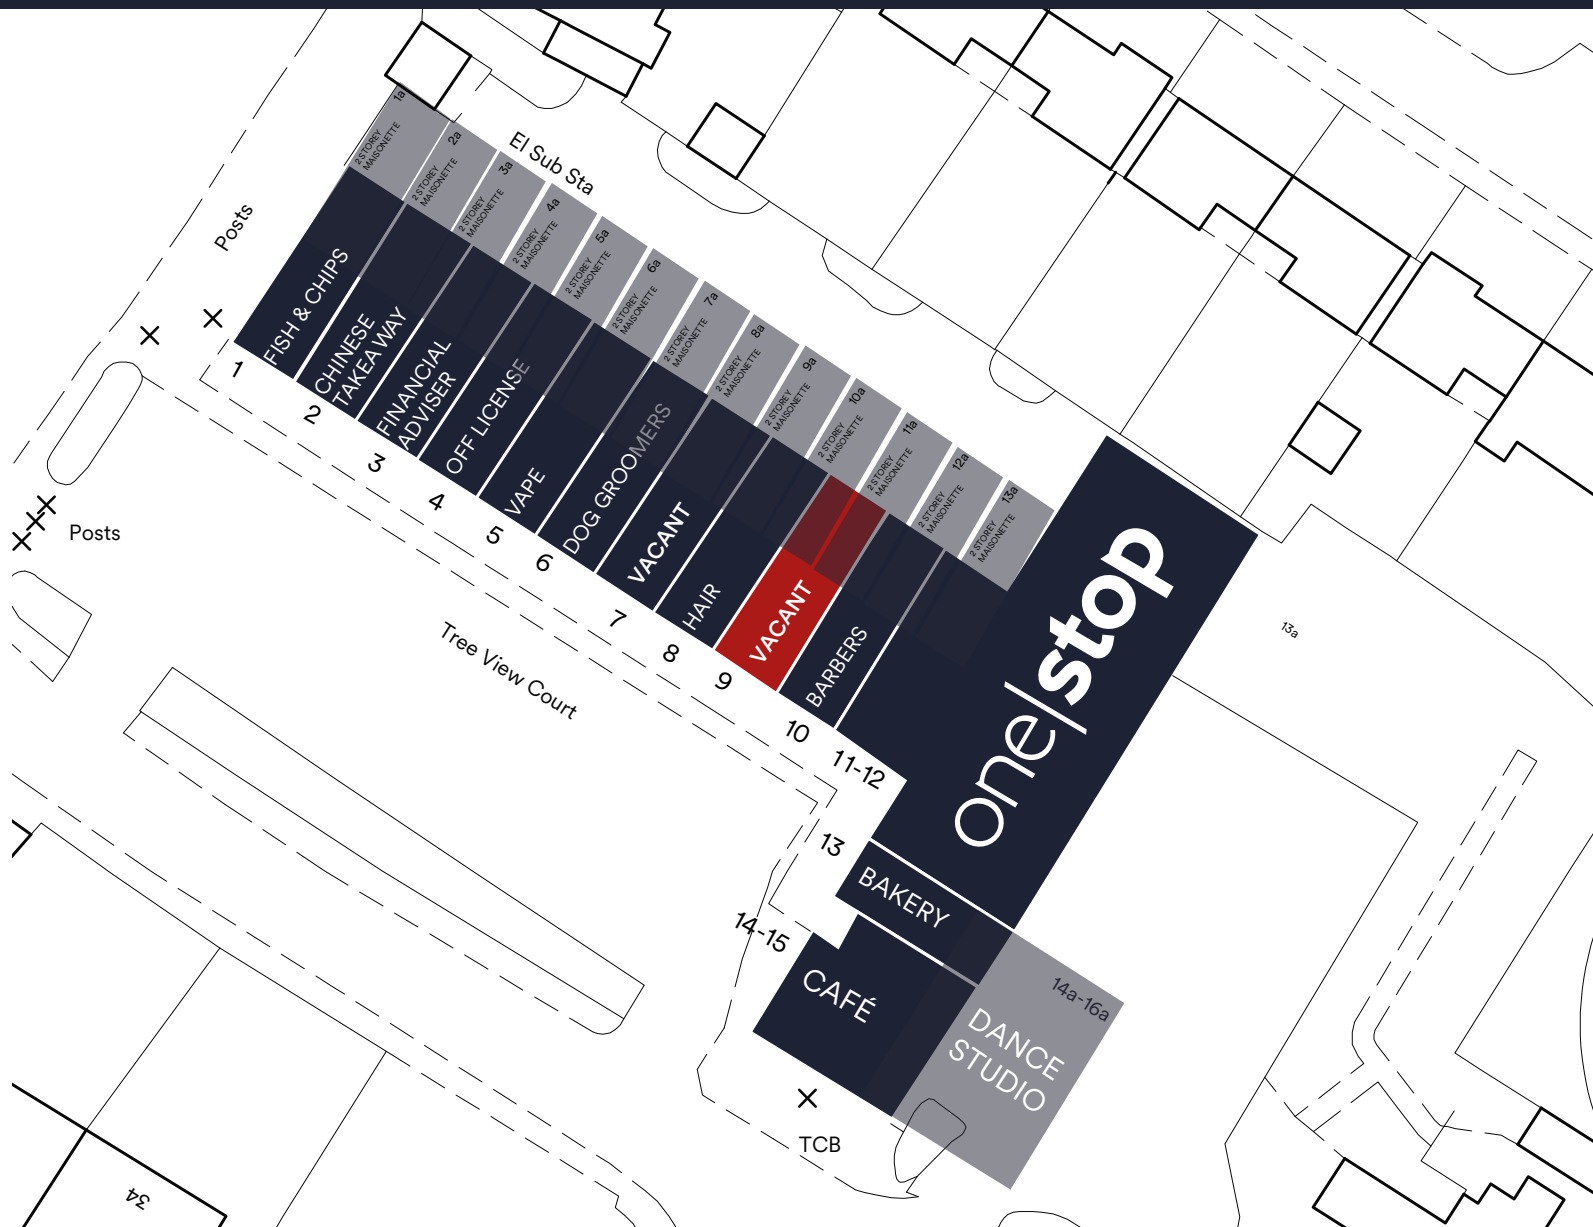 1a
2 STOREY
MAISONETTE
2a
2 STOREY
MAISONETTE
3a
2 STOREY
MAISONETTE
4a
2 STOREY
MAISONETTE
5a
2 STOREY
MAISONETTE
6a
2 STOREY
MAISONETTE
7a
2 STOREY
MAISONETTE
8a
2 STOREY
MAISONETTE
9a
2 STOREY
MAISONETTE
10a
2 STOREY
MAISONETTE
11a
2 STOREY
MAISONETTE
12a
2 STOREY
MAISONETTE
13a
2 STOREY
MAISONETTE
El Sub Sta
Posts
Posts
FISH & CHIPS
CHINESE
TAKEA WAY
FINANCIAL
ADVISER
OFF LICENSE
VAPE
DOG GROOMERS
VACANT
HAIR
VACANT
BARBERS
one|stop
1
2
3
4
5
6
7
8
9
10
11-12
13
14-15
Tree View Court
BAKERY
CAFÉ
14a-16a
DANCE
STUDIO
13a
TCB
34